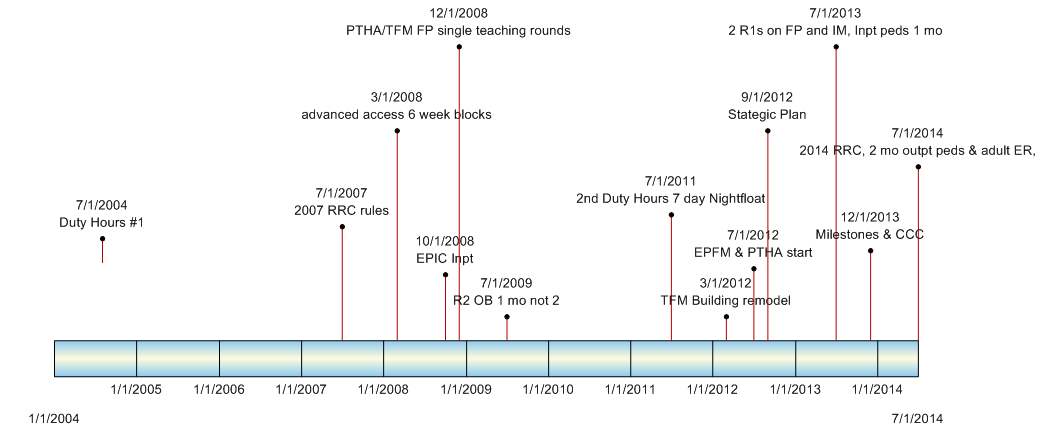 12/1/2008
PTHA/TFM FP single teaching rounds
7/1/2013
2 R1s on FP and IM, Inpt peds 1 mo
3/1/2008
advanced access 6 week blocks
9/1/2012
Stategic Plan
7/1/2014
2014 RRC, 2 mo outpt peds & adult ER,
7/1/2004
Duty Hours #1
7/1/2007
2007 RRC rules
7/1/2011
2nd Duty Hours 7 day Nightfloat
10/1/2008
EPIC Inpt
7/1/2012
EPFM & PTHA start
12/1/2013
Milestones & CCC
7/1/2009
R2 OB 1 mo not 2
3/1/2012
TFM Building remodel
1/1/2005
1/1/2006
1/1/2007
1/1/2008
1/1/2009
1/1/2010
1/1/2011
1/1/2012
1/1/2013
1/1/2014
1/1/2004
7/1/2014